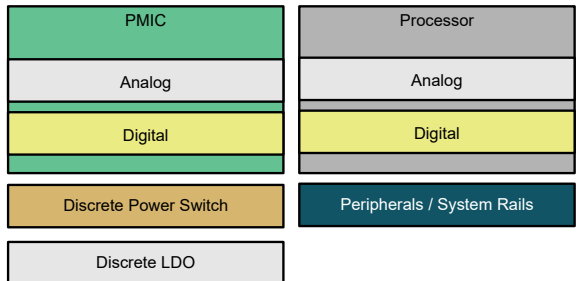 PMIC
Analog
Digital
Discrete Power Switch
Discrete LDO
Processor
Analog
Digital
Peripherals / System Rails